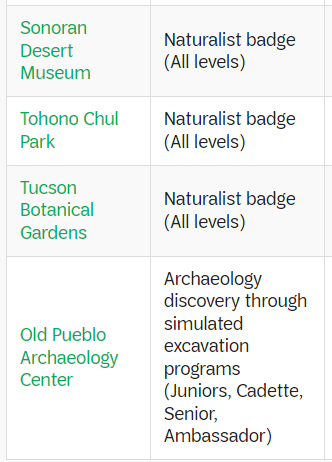 Sonoran
Desert
Museum
Naturalist badge
(All levels)
Tohono Chul
Park
Naturalist badge
(All levels)
Tucson
Botanical
Gardens
Naturalist badge
(All levels)
Old Pueblo
Archaeology
Center
Archaeology
discovery through
simulated
excavation
programs
(Juniors, Cadette,
Senior,
Ambassador)